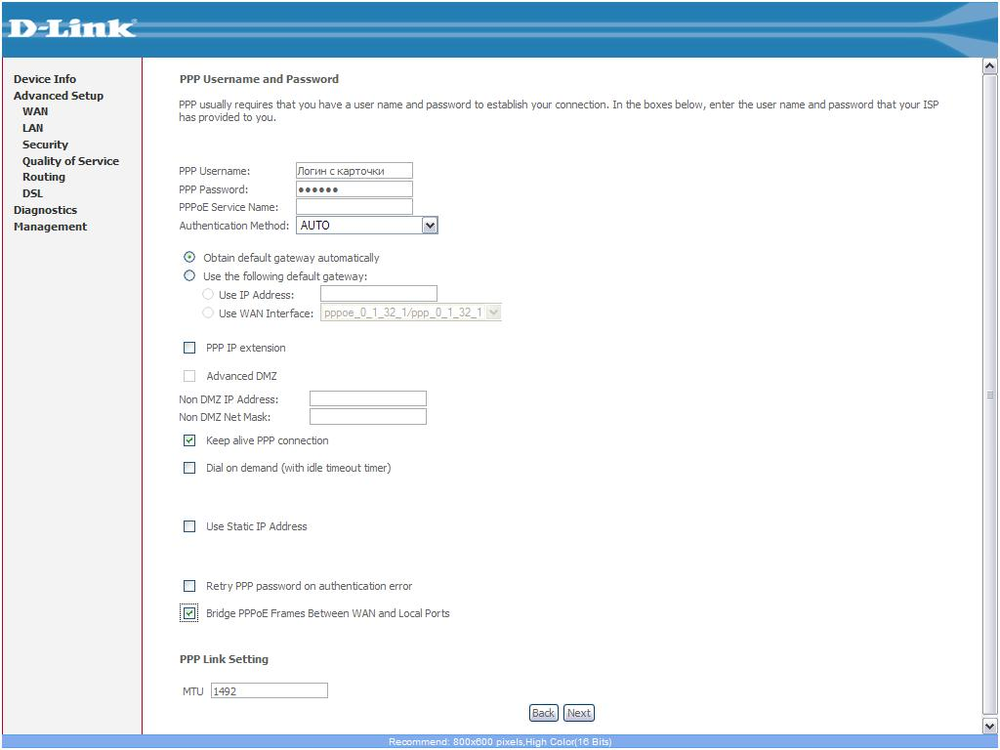 D-Link
Device Info
Advanced Setup
WAN
LAN
Security
Quality of Service
Routing
DSL
Diagnostics
Management
PPP Username and Password
PPP usually requires that you have a user name and password to establish your connection. In the boxes below, enter the user name and password that your ISP
has provided to you.
PPP Username: Логин с карточки
PPP Password: ●●●●●●
PPPoE Service Name:
Authentication Method: AUTO
Obtain default gateway automatically
Use the following default gateway:
Use IP Address:
Use WAN Interface: pppoe_0_1_32_1/ppp_0_1_32_1
PPP IP extension
Advanced DMZ
Non DMZ IP Address:
Non DMZ Net Mask:
Keep alive PPP connection
Dial on demand (with idle timeout timer)
Use Static IP Address
Retry PPP password on authentication error
Bridge PPPoE Frames Between WAN and Local Ports
PPP Link Setting
MTU 1492
Back Next
Recommend: 800x600 pixels,High Color(16 Bits)